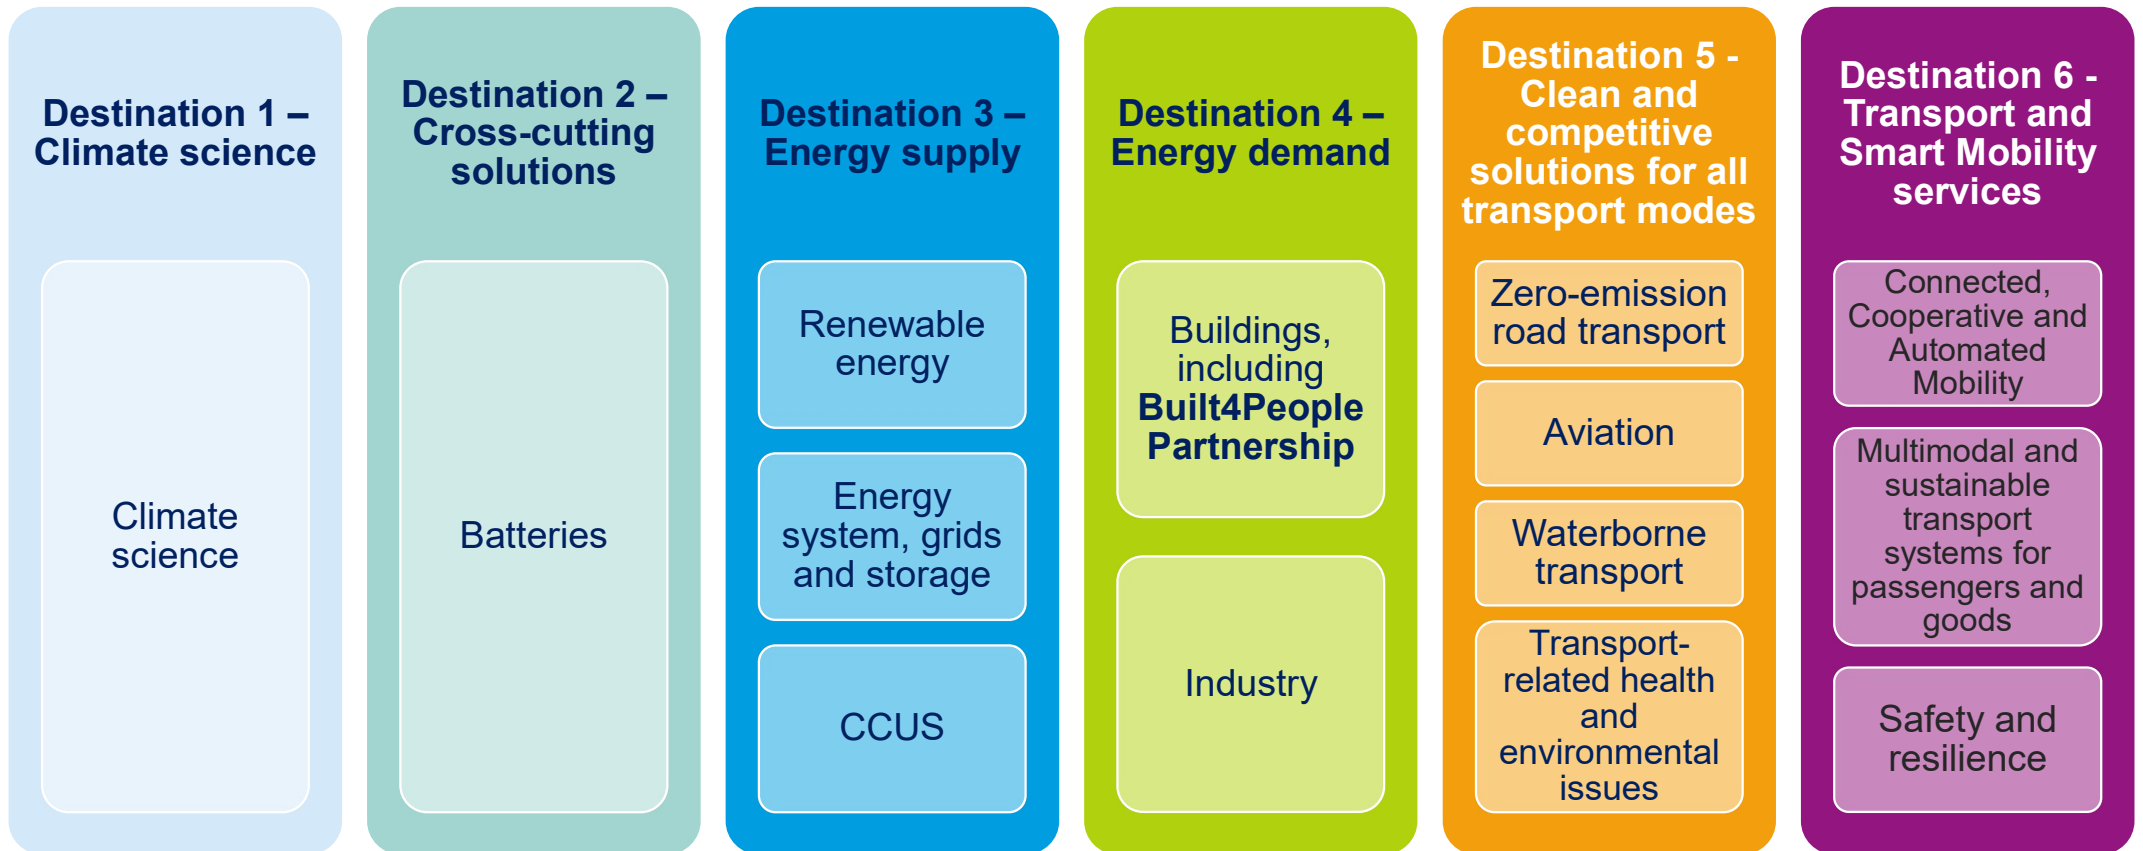 Destination 1 –
Climate science
Climate
science
Destination 2 –
Cross-cutting
solutions
Batteries
Destination 3 –
Energy supply
Renewable
energy
Energy
system, grids
and storage
CCUS
Destination 4 –
Energy demand
Buildings,
including
Built4People
Partnership
Industry
Destination 5 -
Clean and
competitive
solutions for all
transport modes
Zero-emission
road transport
Aviation
Waterborne
transport
Transport-
related health
and
environmental
issues
Destination 6 -
Transport and
Smart Mobility
services
Connected,
Cooperative and
Automated
Mobility
Multimodal and
sustainable
transport
systems for
passengers and
goods
Safety and
resilience